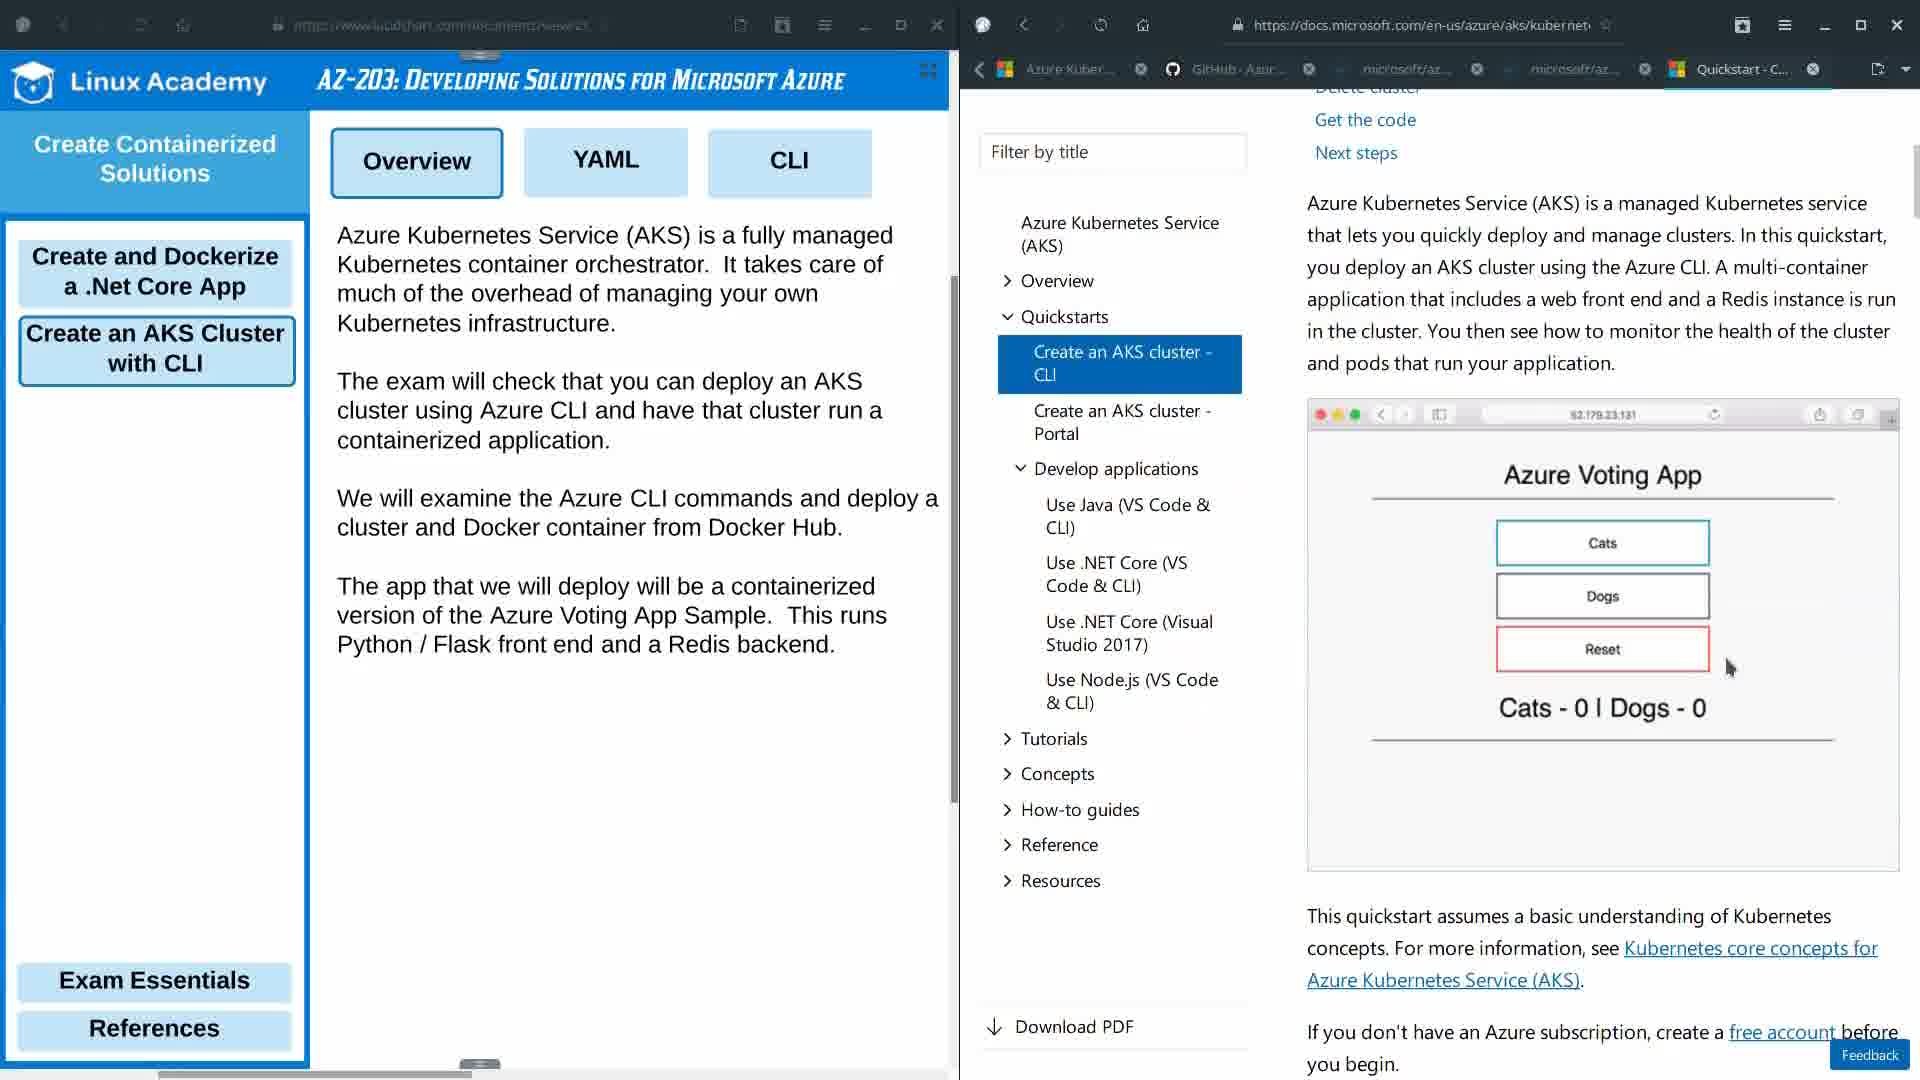 https://www.lucidchart.com/documents/view/2
Linux Academy
AZ-203: Developing Solutions for Microsoft Azure
Create Containerized
Solutions
Create and Dockerize
a .Net Core App
Create an AKS Cluster
with CLI
Exam Essentials
References
Overview
YAML
CLI
Azure Kubernetes Service (AKS) is a fully managed
Kubernetes container orchestrator.  It takes care of
much of the overhead of managing your own
Kubernetes infrastructure.
The exam will check that you can deploy an AKS
cluster using Azure CLI and have that cluster run a
containerized application.
We will examine the Azure CLI commands and deploy a
cluster and Docker container from Docker Hub.
The app that we will deploy will be a containerized
version of the Azure Voting App Sample.  This runs
Python / Flask front end and a Redis backend.
https://docs.microsoft.com/en-us/azure/aks/kubernet
Azure Kuber...
GitHub - Azur...
microsoft/az...
microsoft/az...
Quickstart - C...
Filter by title
Azure Kubernetes Service
(AKS)
Overview
Quickstarts
Create an AKS cluster -
CLI
Create an AKS cluster -
Portal
Develop applications
Use Java (VS Code &
CLI)
Use .NET Core (VS
Code & CLI)
Use .NET Core (Visual
Studio 2017)
Use Node.js (VS Code
& CLI)
Tutorials
Concepts
How-to guides
Reference
Resources
Download PDF
Delete cluster
Get the code
Next steps
Azure Kubernetes Service (AKS) is a managed Kubernetes service
that lets you quickly deploy and manage clusters. In this quickstart,
you deploy an AKS cluster using the Azure CLI. A multi-container
application that includes a web front end and a Redis instance is run
in the cluster. You then see how to monitor the health of the cluster
and pods that run your application.
52.179.23.131
Azure Voting App
Cats
Dogs
Reset
Cats - 0 | Dogs - 0
This quickstart assumes a basic understanding of Kubernetes
concepts. For more information, see Kubernetes core concepts for
Azure Kubernetes Service (AKS).
If you don't have an Azure subscription, create a free account before
you begin.
Feedback